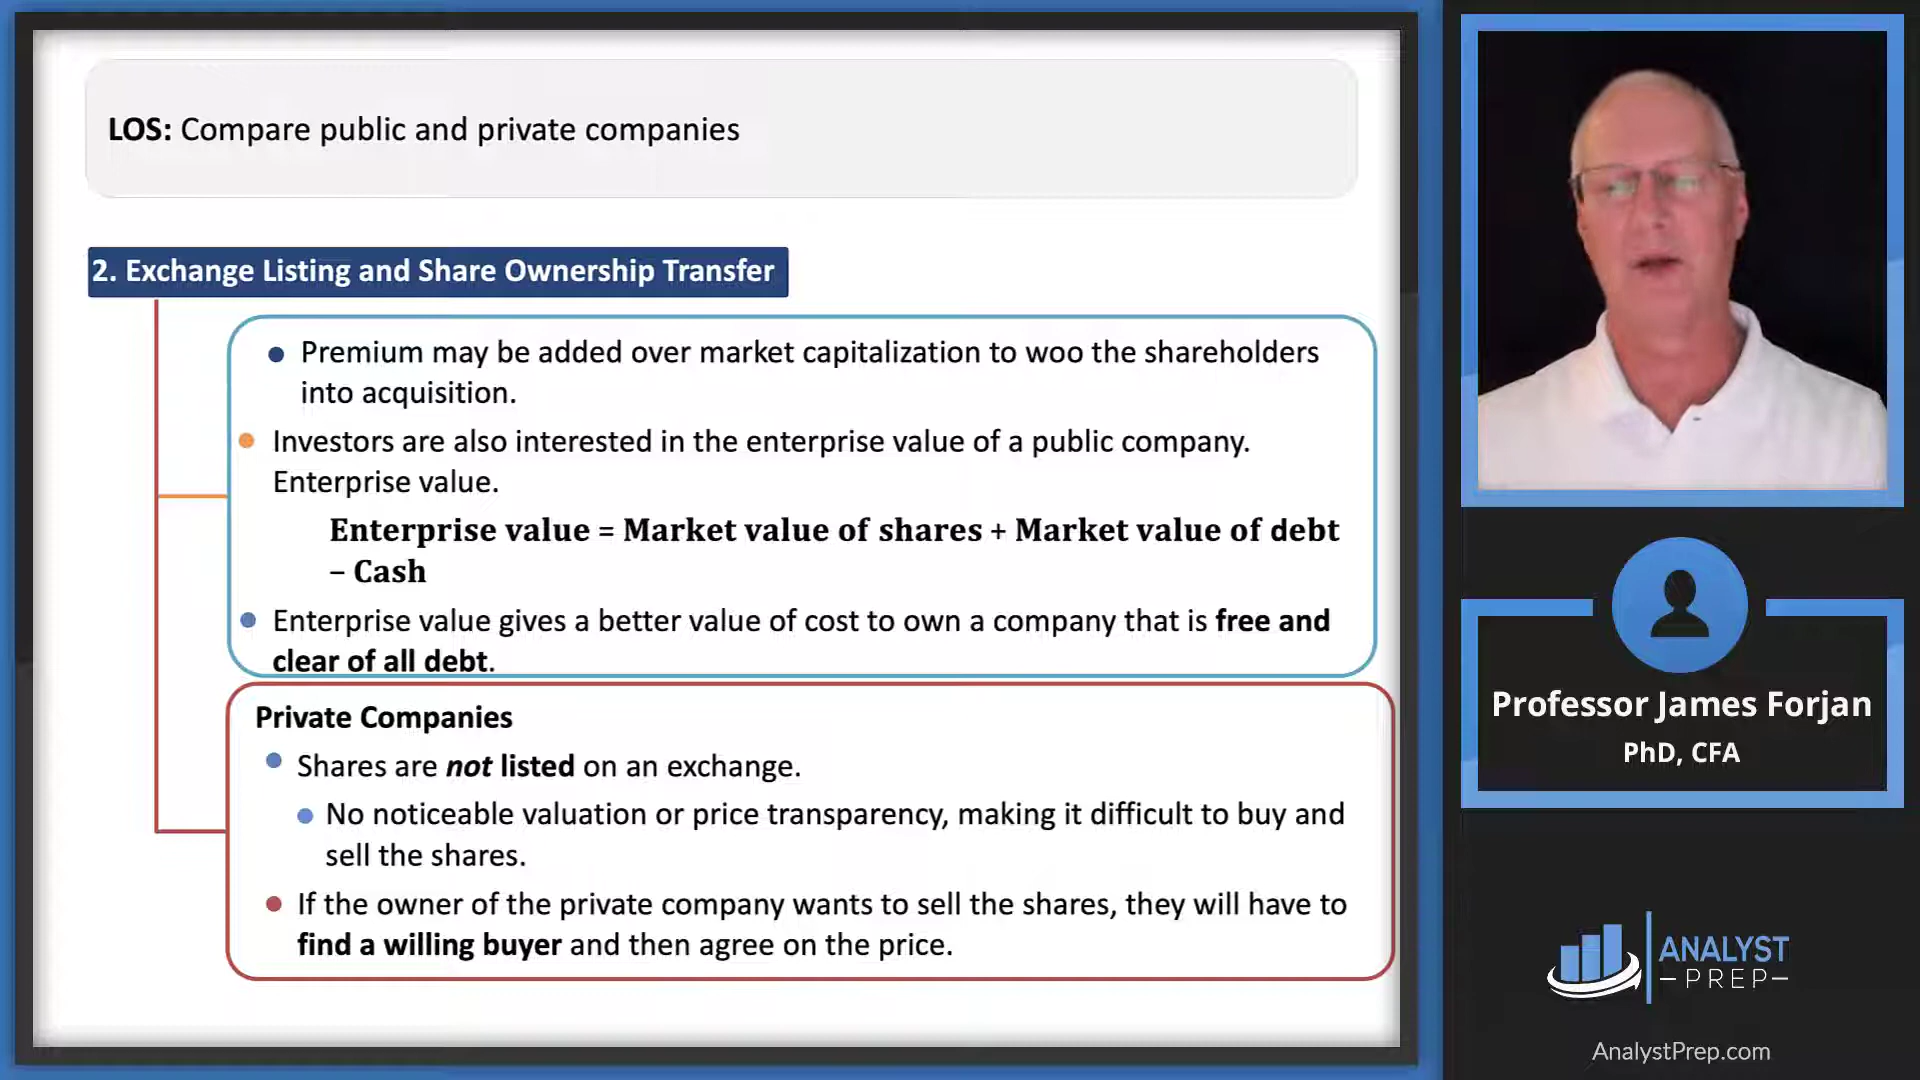 LOS: Compare public and private companies
2. Exchange Listing and Share Ownership Transfer
Premium may be added over market capitalization to woo the shareholders
into acquisition.
Investors are also interested in the enterprise value of a public company.
Enterprise value.
Enterprise value = Market value of shares + Market value of debt
− Cash
Enterprise value gives a better value of cost to own a company that is free and
clear of all debt.
Private Companies
Shares are not listed on an exchange.
No noticeable valuation or price transparency, making it difficult to buy and
sell the shares.
If the owner of the private company wants to sell the shares, they will have to
find a willing buyer and then agree on the price.
Professor James Forjan
PhD, CFA
ANALYST
PREP
AnalystPrep.com